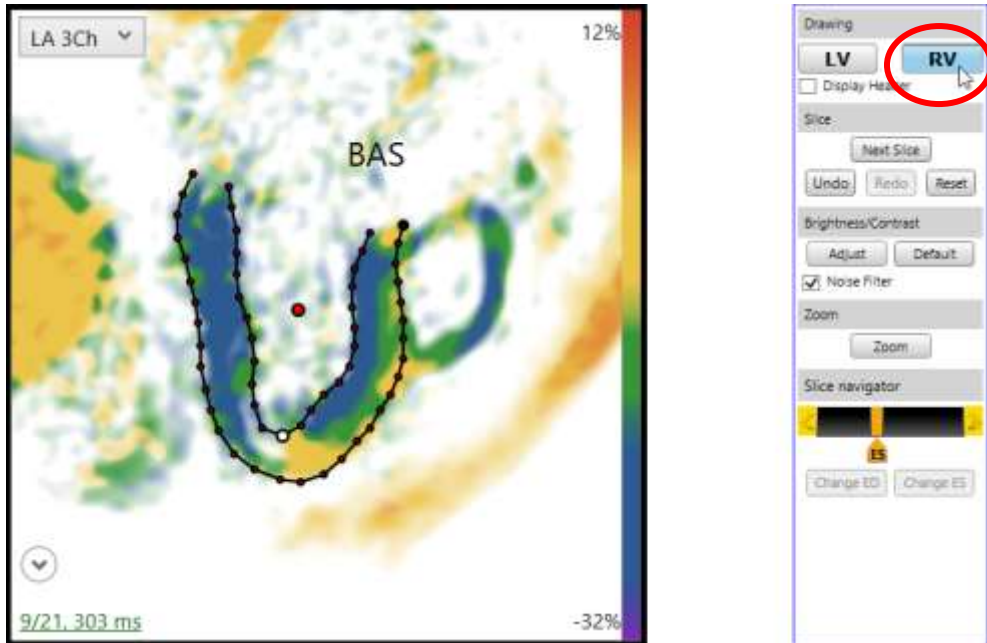 LA 3Ch
12%
BAS
9/21, 303 ms
-32%
Drawing
LV RV
Display Header
Slice
Next Slice
Undo Redo Reset
Brightness/Contrast
Adjust Default
Noise Filter
Zoom
Zoom
Slice navigator
ES
Change ED Change ES